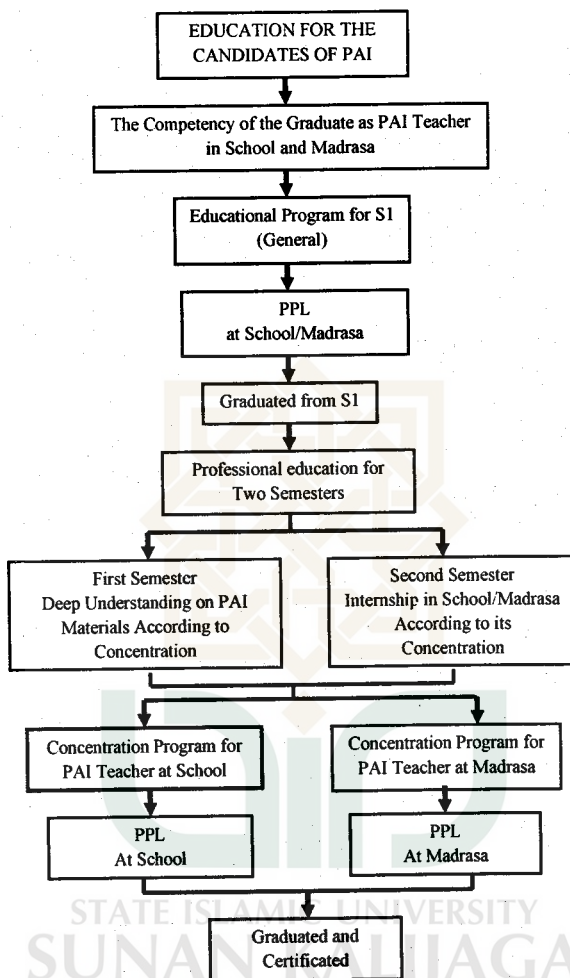 EDUCATION FOR THE
CANDIDATES OF PAI
The Competency of the Graduate as PAI Teacher
in School and Madrasa
Educational Program for S1
(General)
PPL
at School/Madrasa
Graduated from S1
Professional education for
Two Semesters
First Semester
Deep Understanding on PAI
Materials According to
Concentration
Second Semester
Internship in School/Madrasa
According to its
Concentration
Concentration Program for
PAI Teacher at School
Concentration Program for
PAI Teacher at Madrasa
PPL
At School
PPL
At Madrasa
Graduated and
Certificated
STATE ISLAMIC UNIVERSITY
SUNAN KALIJAGA